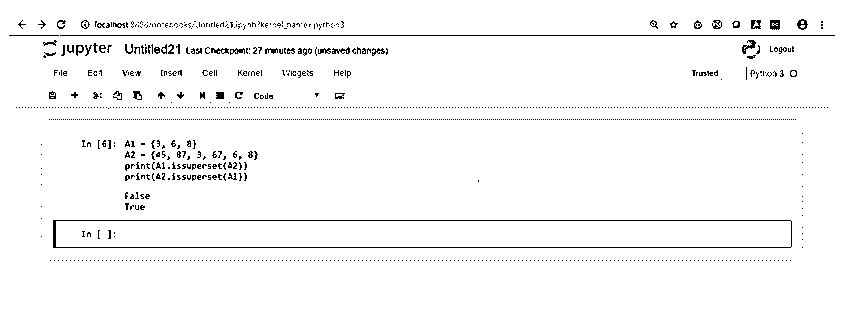 localhost:8888/notebooks/Untitled21.ipynb?kernel_name=python3
jupyter Untitled21 Last Checkpoint: 27 minutes ago (unsaved changes) Logout
File Edit View Insert Cell Kernel Widgets Help Trusted Python 3
Code
In [6]: A1 = {3, 6, 8}
A2 = {45, 87, 3, 67, 6, 8}
print(A1.issuperset(A2))
print(A2.issuperset(A1))
False
True
In [ ]: